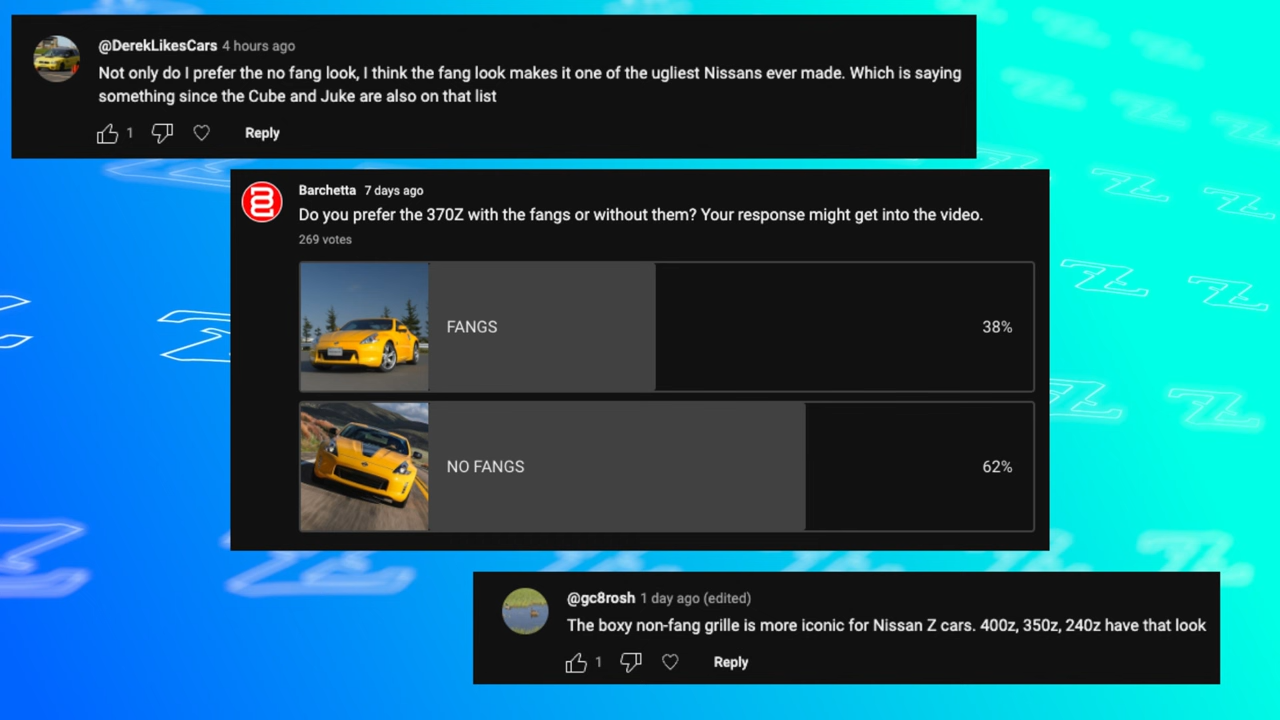 @DerekLikesCars 4 hours ago
Not only do I prefer the no fang look, I think the fang look makes it one of the ugliest Nissans ever made. Which is saying
something since the Cube and Juke are also on that list
1 Reply
Barchetta 7 days ago
Do you prefer the 370Z with the fangs or without them? Your response might get into the video.
269 votes
FANGS 38%
NO FANGS 62%
@gc8rosh 1 day ago (edited)
The boxy non-fang grille is more iconic for Nissan Z cars. 400z, 350z, 240z have that look
1 Reply